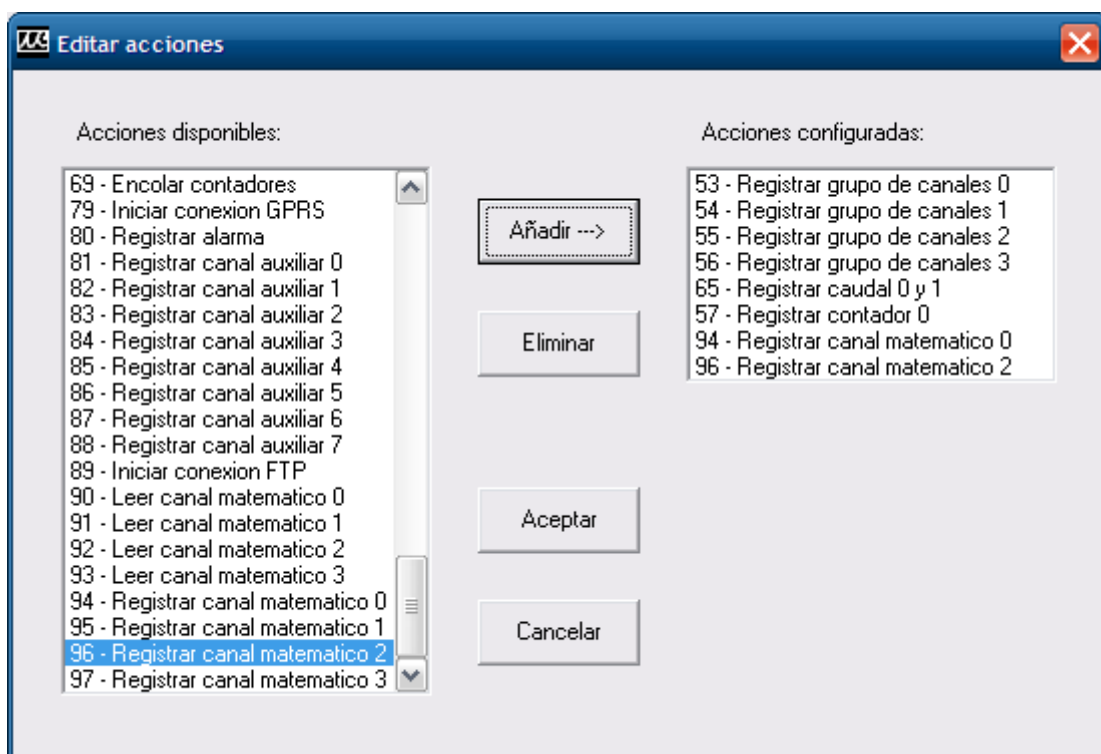 Editar acciones
Acciones disponibles:
69 - Encolar contadores
79 - Iniciar conexion GPRS
80 - Registrar alarma
81 - Registrar canal auxiliar 0
82 - Registrar canal auxiliar 1
83 - Registrar canal auxiliar 2
84 - Registrar canal auxiliar 3
85 - Registrar canal auxiliar 4
86 - Registrar canal auxiliar 5
87 - Registrar canal auxiliar 6
88 - Registrar canal auxiliar 7
89 - Iniciar conexion FTP
90 - Leer canal matematico 0
91 - Leer canal matematico 1
92 - Leer canal matematico 2
93 - Leer canal matematico 3
94 - Registrar canal matematico 0
95 - Registrar canal matematico 1
96 - Registrar canal matematico 2
97 - Registrar canal matematico 3
Añadir --->
Eliminar
Aceptar
Cancelar
Acciones configuradas:
53 - Registrar grupo de canales 0
54 - Registrar grupo de canales 1
55 - Registrar grupo de canales 2
56 - Registrar grupo de canales 3
65 - Registrar caudal 0 y 1
57 - Registrar contador 0
94 - Registrar canal matematico 0
96 - Registrar canal matematico 2